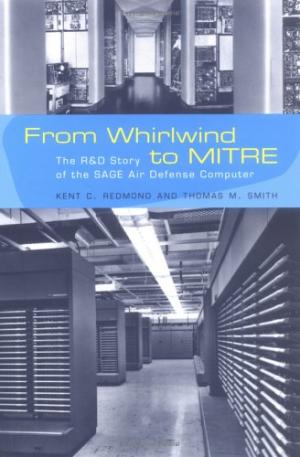 From Whirlwind
to MITRE
The R&D Story
of the SAGE Air Defense Computer
KENT C. REDMOND AND THOMAS M. SMITH